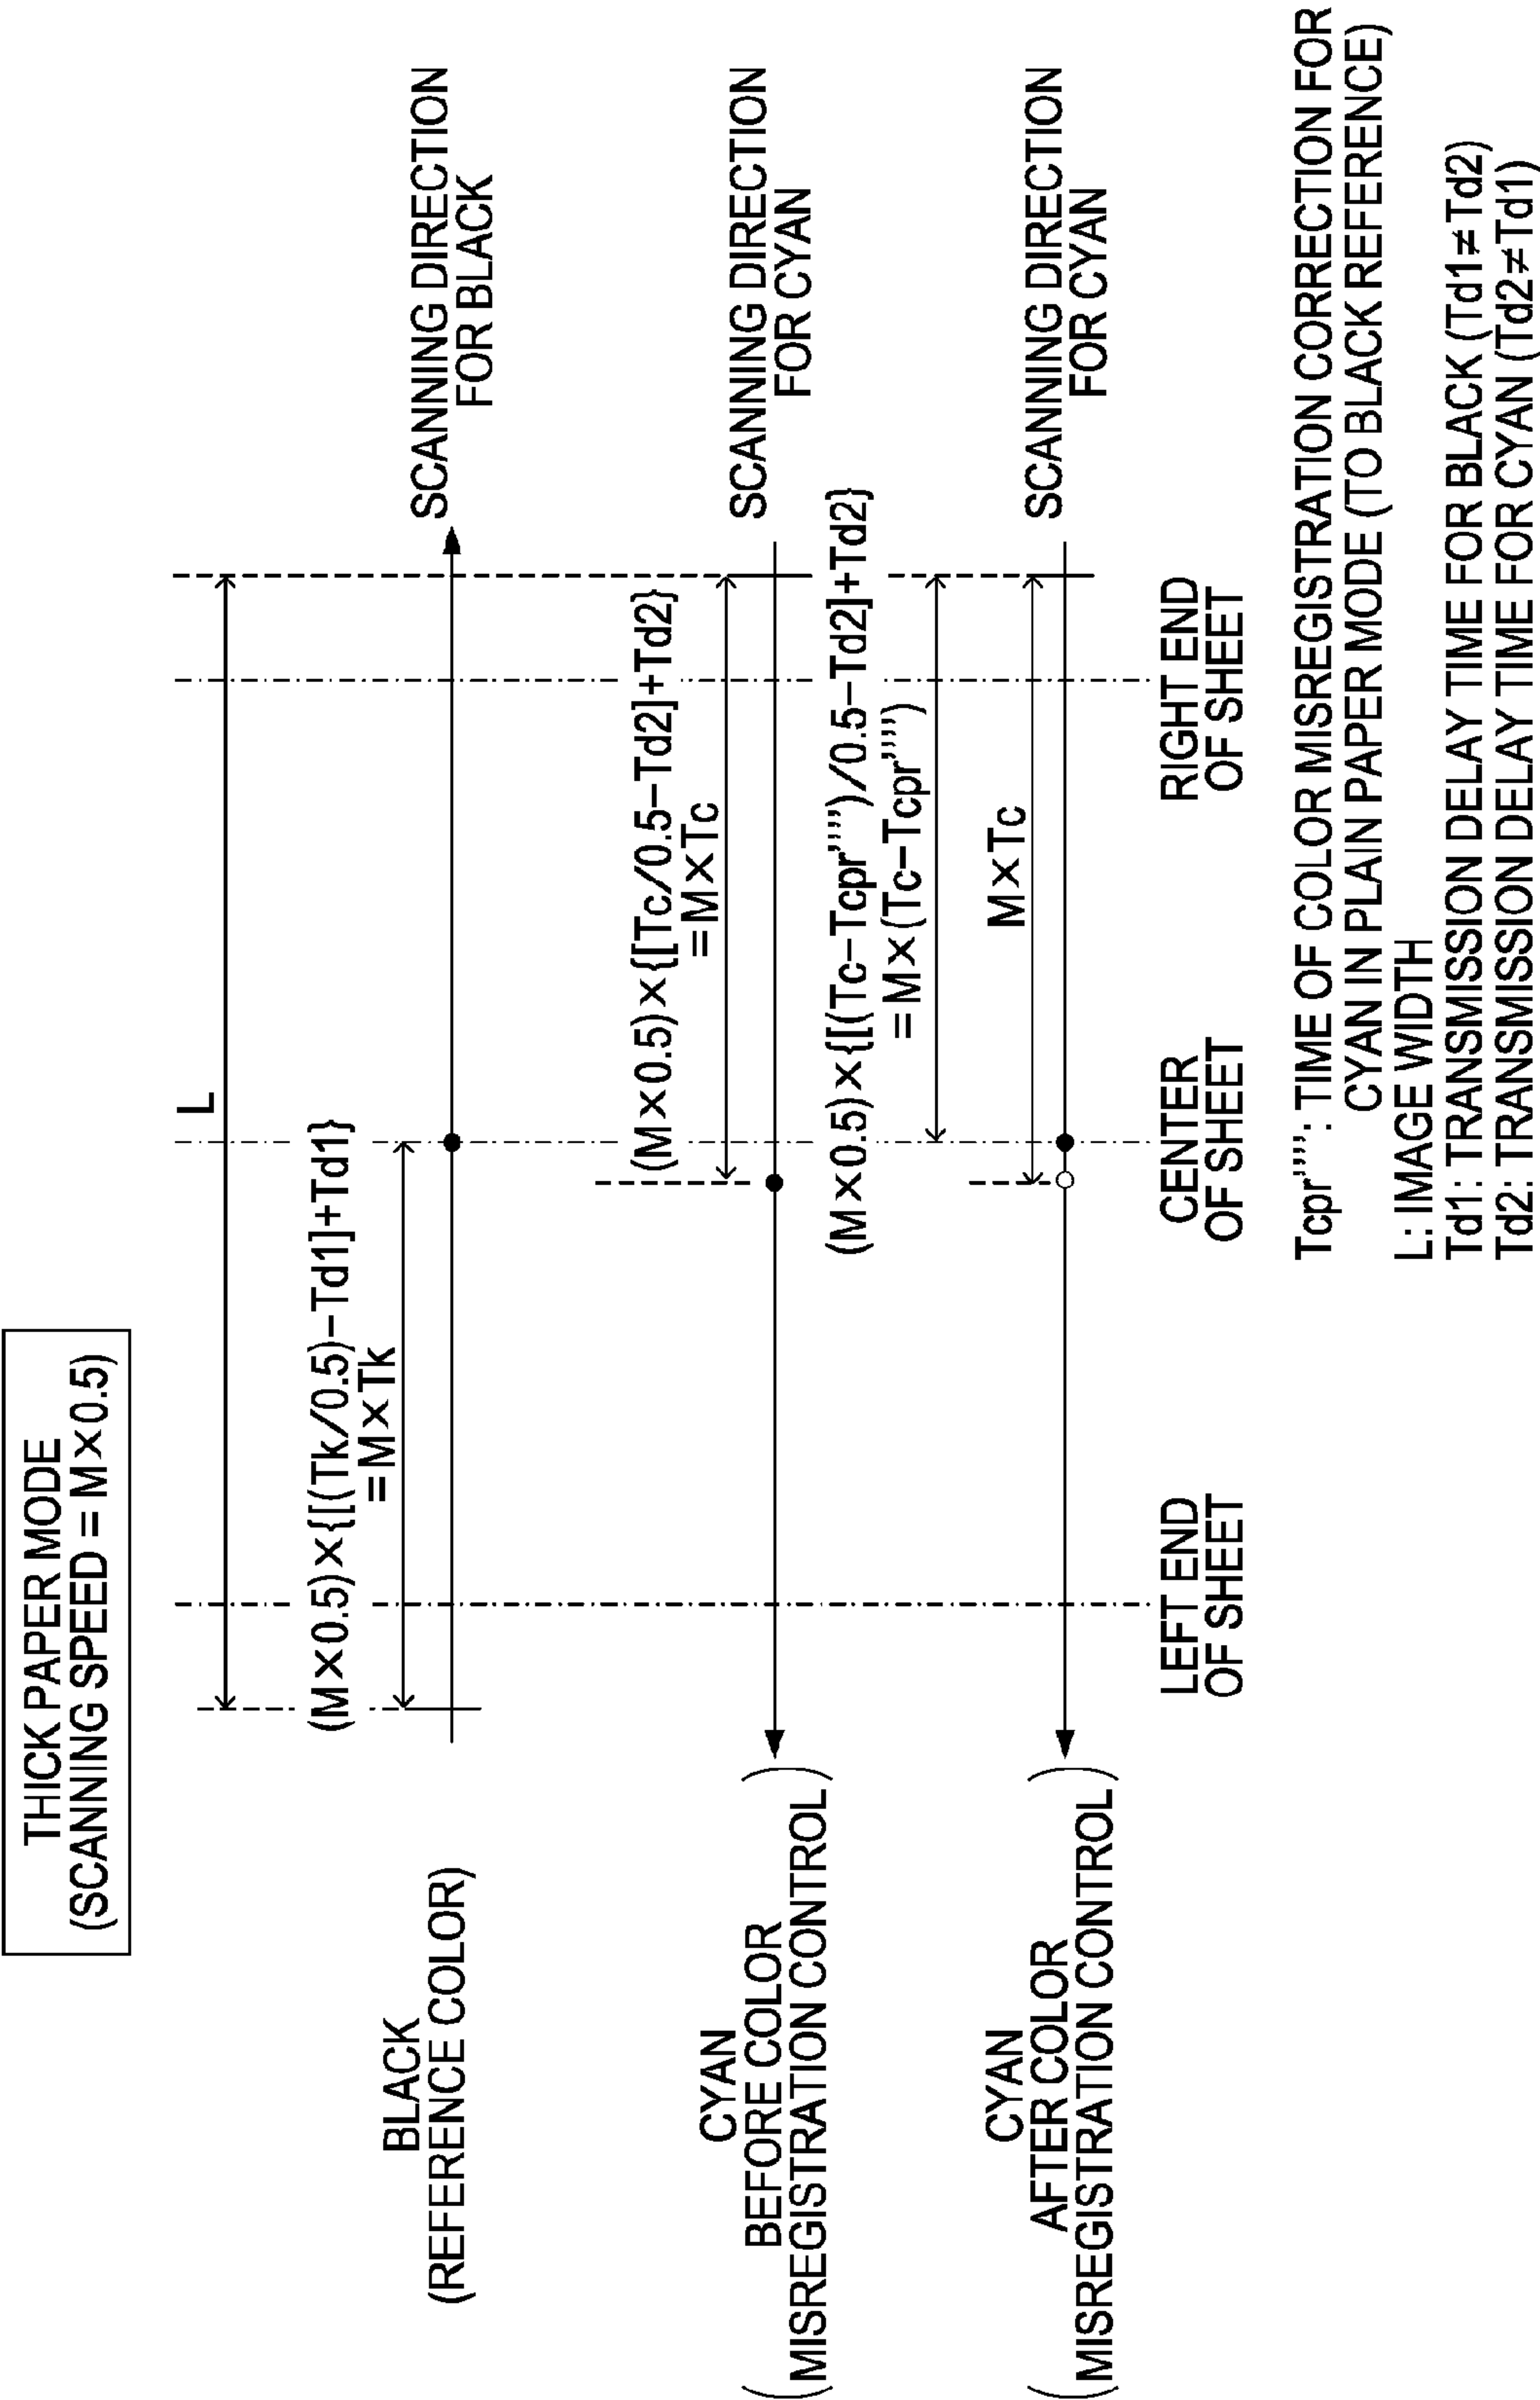 THICK PAPER MODE
(SCANNING SPEED = M×0.5)
L
(M×0.5)×{[(Tk/0.5)−Td1]+Td1}
=M×Tk
BLACK
(REFERENCE COLOR)
SCANNING DIRECTION
FOR BLACK
(M×0.5)×{[Tc/0.5−Td2]+Td2}
=M×Tc
CYAN
(BEFORE COLOR
MISREGISTRATION CONTROL)
SCANNING DIRECTION
FOR CYAN
(M×0.5)×{[(Tc−Tcpr'''')/0.5−Td2]+Td2}
=M×(Tc−Tcpr'''')
M×Tc
CYAN
(AFTER COLOR
MISREGISTRATION CONTROL)
SCANNING DIRECTION
FOR CYAN
LEFT END
OF SHEET
CENTER
OF SHEET
RIGHT END
OF SHEET
Tcpr'''': TIME OF COLOR MISREGISTRATION CORRECTION FOR
CYAN IN PLAIN PAPER MODE (TO BLACK REFERENCE)
L: IMAGE WIDTH
Td1: TRANSMISSION DELAY TIME FOR BLACK (Td1≠Td2)
Td2: TRANSMISSION DELAY TIME FOR CYAN (Td2≠Td1)